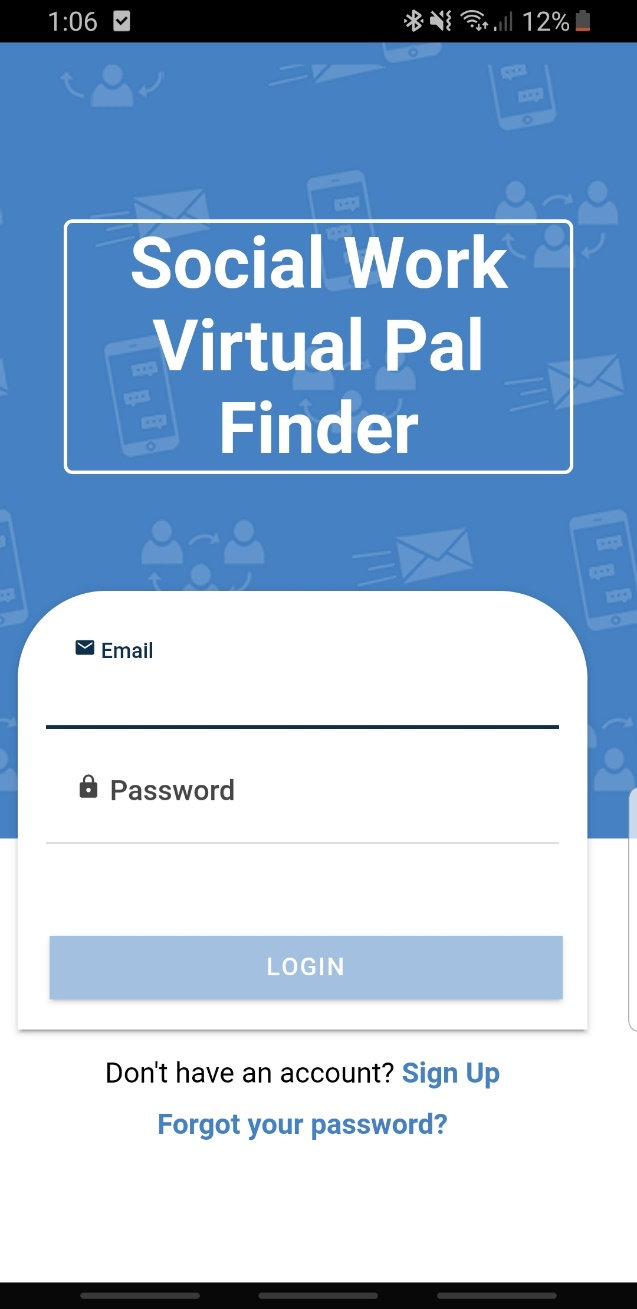 1:06 12%
Social Work
Virtual Pal
Finder
Email
Password
LOGIN
Don't have an account? Sign Up
Forgot your password?